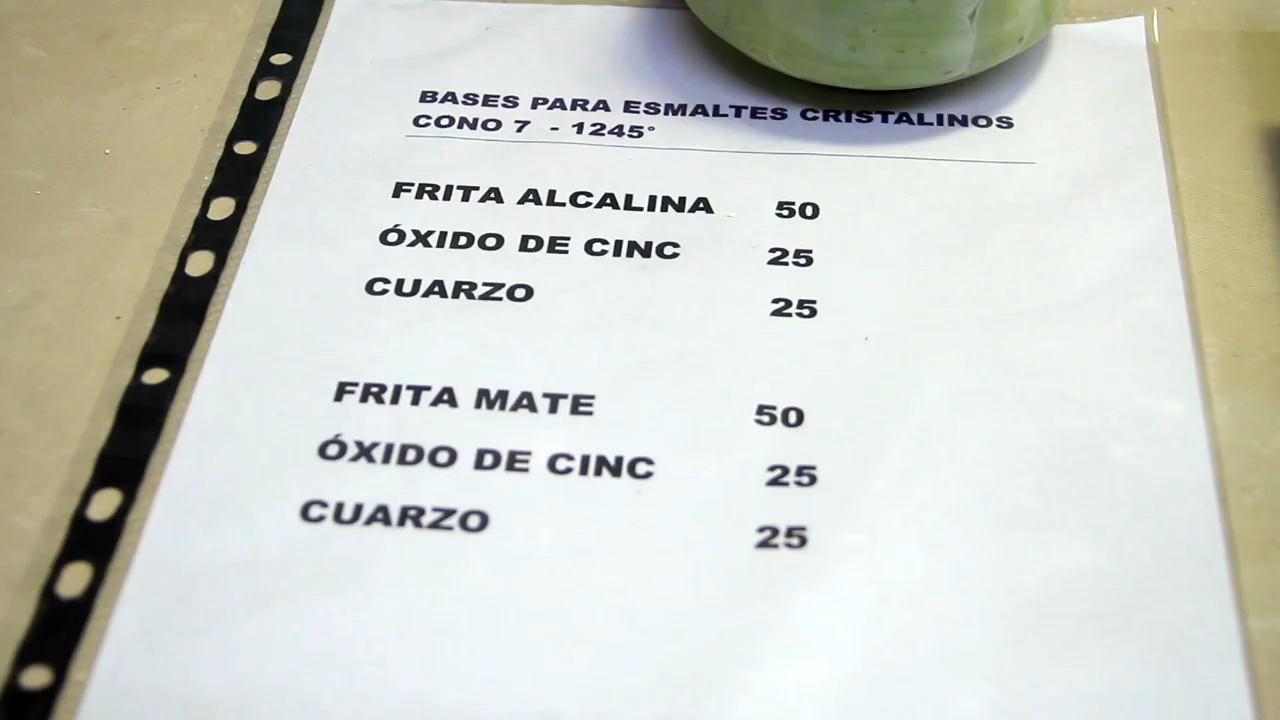 BASES PARA ESMALTES CRISTALINOS
CONO 7 - 1245°
FRITA ALCALINA 50
ÓXIDO DE CINC 25
CUARZO 25
FRITA MATE 50
ÓXIDO DE CINC 25
CUARZO 25